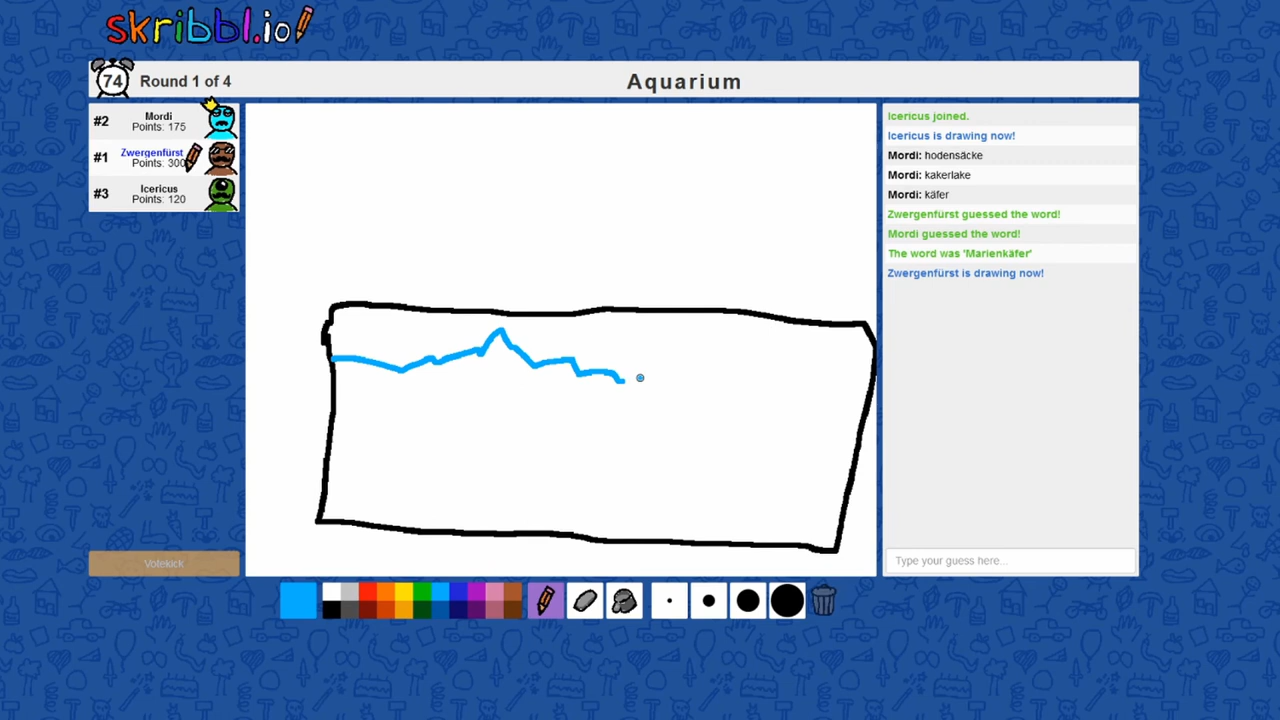 skribbl.io
74
Round 1 of 4
Aquarium
#2
Mordi
Points: 175
#1
Zwergenfürst
Points: 300
#3
Icericus
Points: 120
Votekick
Icericus joined.
Icericus is drawing now!
Mordi: hodensäcke
Mordi: kakerlake
Mordi: käfer
Zwergenfürst guessed the word!
Mordi guessed the word!
The word was 'Marienkäfer'
Zwergenfürst is drawing now!
Type your guess here...